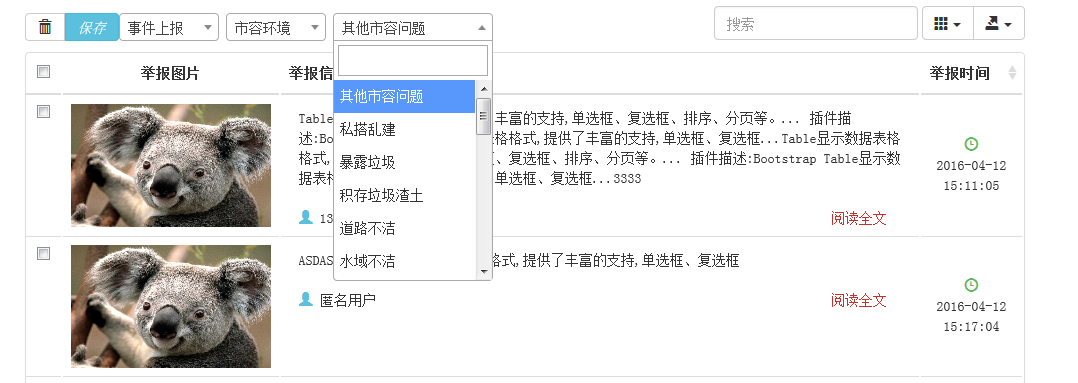 保存 事件上报 市容环境 其他市容问题 搜索
举报图片 举报信 举报时间
其他市容问题
私搭乱建
暴露垃圾
积存垃圾渣土
道路不洁
水域不洁
Table 丰富的支持,单选框、复选框、排序、分页等。... 插件描
述:Bo 表格格式,提供了丰富的支持,单选框、复选框...Table显示数据表格
格式, 、复选框、排序、分页等。... 插件描述:Bootstrap Table显示数
据表格 单选框、复选框...3333
13
阅读全文
2016-04-12
15:11:05
ASDAS 格式,提供了丰富的支持,单选框、复选框
匿名用户
阅读全文
2016-04-12
15:17:04